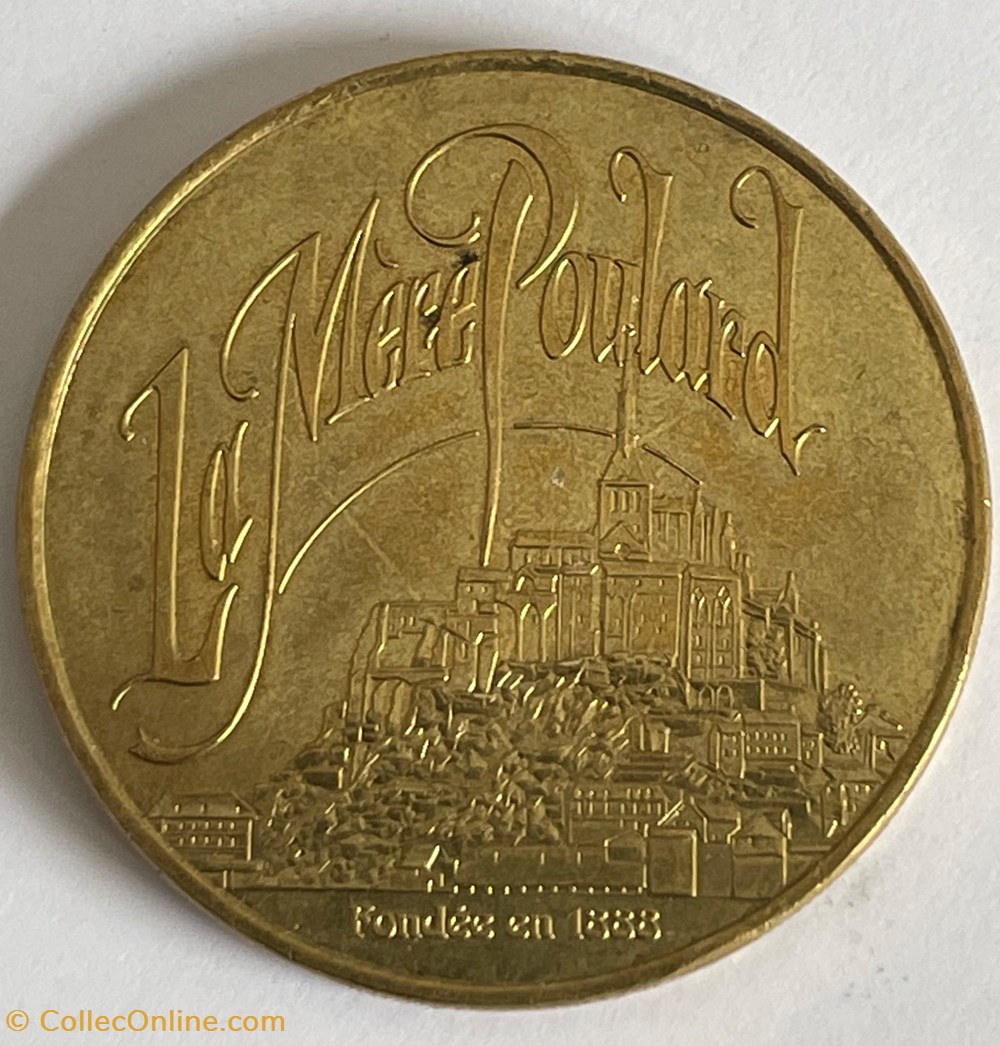 La Mère Poulard
Fondée en 1888
© CollecOnline.com